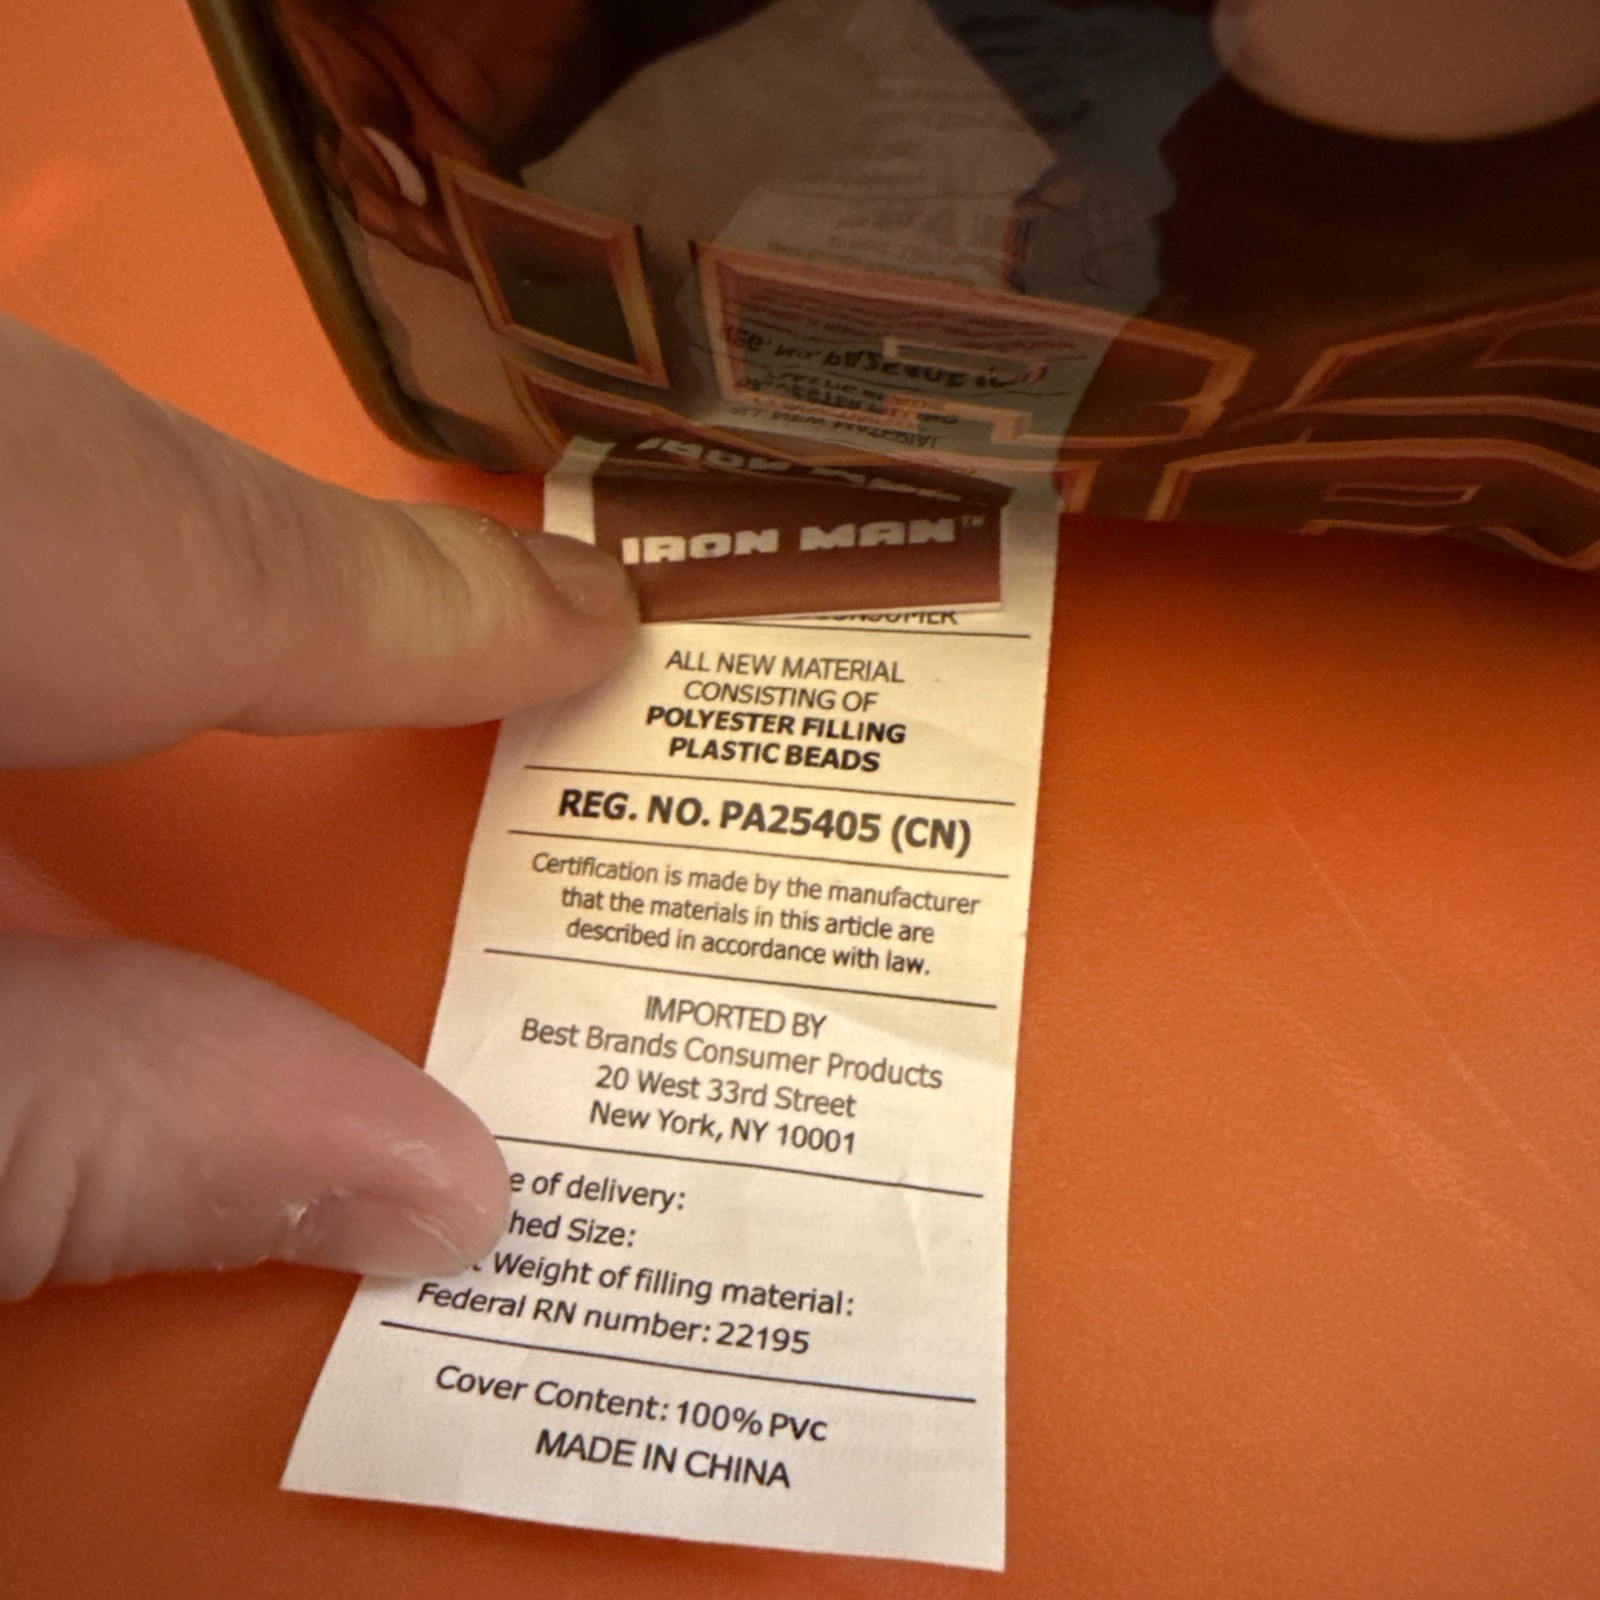 IRON MAN™
CONSUMER
ALL NEW MATERIAL
CONSISTING OF
POLYESTER FILLING
PLASTIC BEADS
REG. NO. PA25405 (CN)
Certification is made by the manufacturer
that the materials in this article are
described in accordance with law.
IMPORTED BY
Best Brands Consumer Products
20 West 33rd Street
New York, NY 10001
e of delivery:
hed Size:
Weight of filling material:
Federal RN number: 22195
Cover Content: 100% PVC
MADE IN CHINA